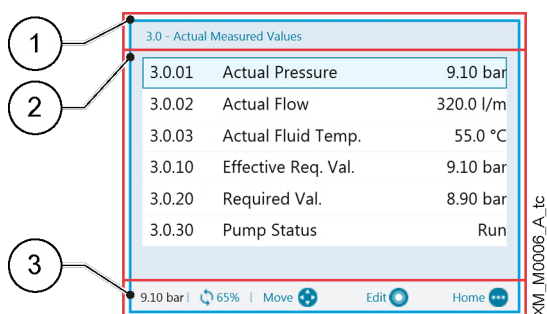 1
3.0 - Actual Measured Values
2
3.0.01 Actual Pressure 9.10 bar
3.0.02 Actual Flow 320.0 l/m
3.0.03 Actual Fluid Temp. 55.0 °C
3.0.10 Effective Req. Val. 9.10 bar
3.0.20 Required Val. 8.90 bar
3.0.30 Pump Status Run
3
9.10 bar | 65% | Move Edit Home
XM_M0006_A_tc